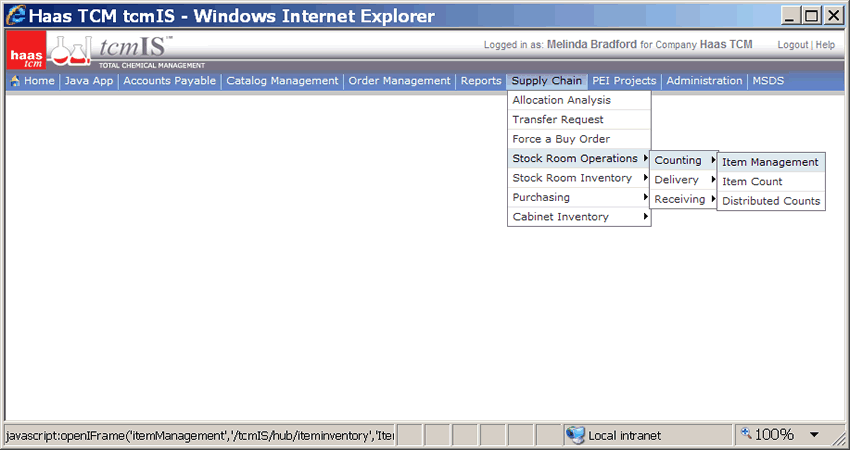 Haas TCM tcmIS - Windows Internet Explorer
haas tcm
tcmIS™
TOTAL CHEMICAL MANAGEMENT
Logged in as: Melinda Bradford for Company Haas TCM
Logout | Help
Home | Java App | Accounts Payable | Catalog Management | Order Management | Reports | Supply Chain | PEI Projects | Administration | MSDS
Allocation Analysis
Transfer Request
Force a Buy Order
Stock Room Operations
Stock Room Inventory
Purchasing
Cabinet Inventory
Counting
Delivery
Receiving
Item Management
Item Count
Distributed Counts
javascript:openIFrame('itemManagement','/tcmIS/hub/iteminventory','Iter
Local intranet
100%